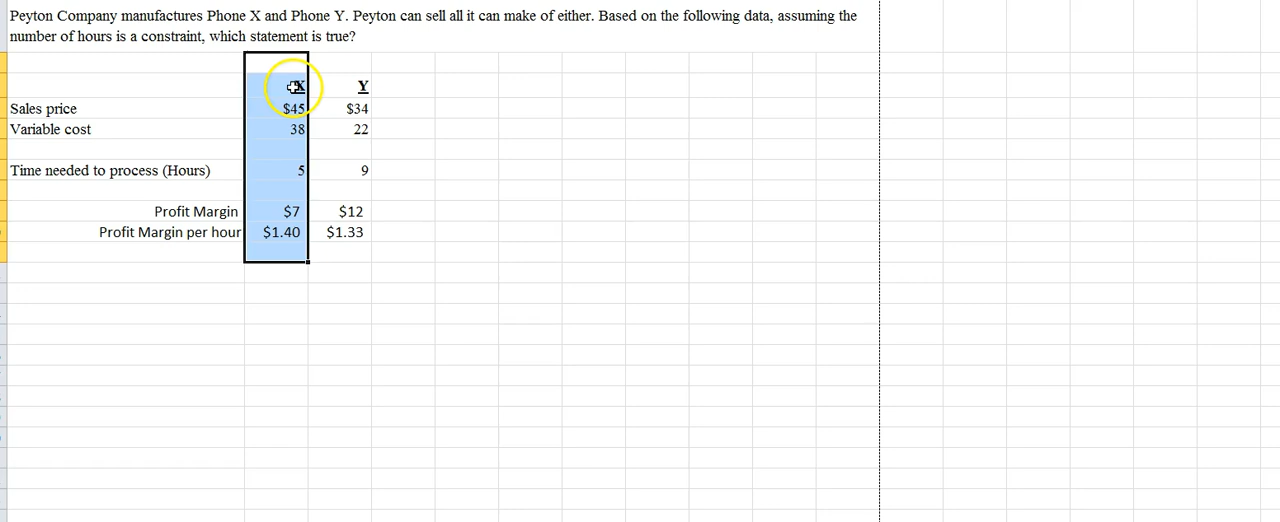 Peyton Company manufactures Phone X and Phone Y. Peyton can sell all it can make of either. Based on the following data, assuming the
number of hours is a constraint, which statement is true?
X Y
Sales price $45 $34
Variable cost 38 22
Time needed to process (Hours) 5 9
Profit Margin $7 $12
Profit Margin per hour $1.40 $1.33